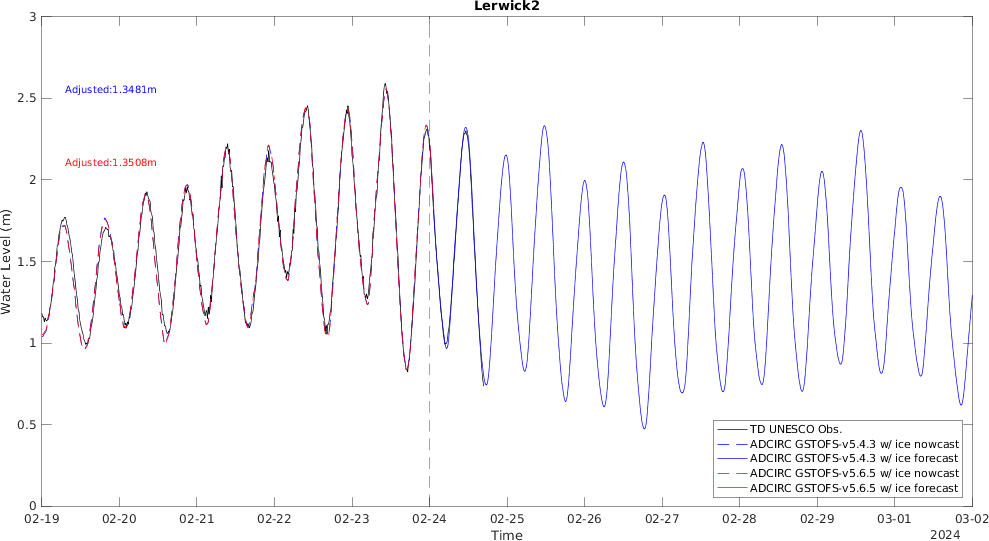 Lerwick2
3
2.5
2
1.5
1
0.5
0
Water Level (m)
Adjusted:1.3481m
Adjusted:1.3508m
TD UNESCO Obs.
ADCIRC GSTOFS-v5.4.3 w/ ice nowcast
ADCIRC GSTOFS-v5.4.3 w/ ice forecast
ADCIRC GSTOFS-v5.6.5 w/ ice nowcast
ADCIRC GSTOFS-v5.6.5 w/ ice forecast
02-19 02-20 02-21 02-22 02-23 02-24 02-25 02-26 02-27 02-28 02-29 03-01 03-02
Time
2024